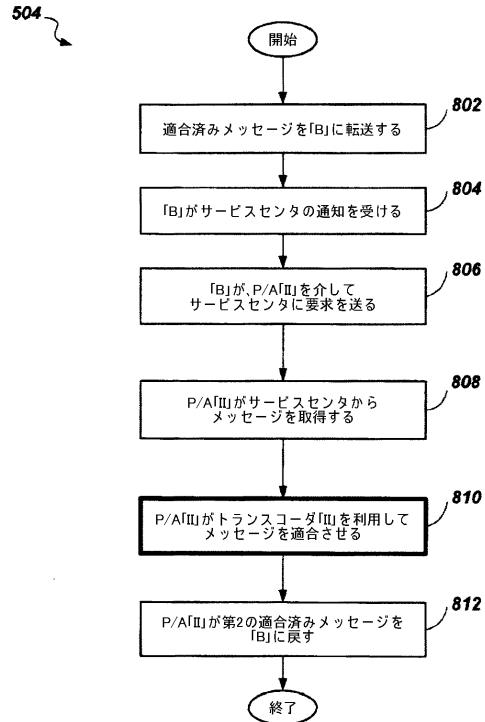 504
開始
適合済みメッセージを「B」に転送する
802
「B」がサービスセンタの通知を受ける
804
「B」が、P/A「II」を介して
サービスセンタに要求を送る
806
P/A「II」がサービスセンタから
メッセージを取得する
808
P/A「II」がトランスコーダ「II」を利用して
メッセージを適合させる
810
P/A「II」が第2の適合済みメッセージを
「B」に戻す
812
終了